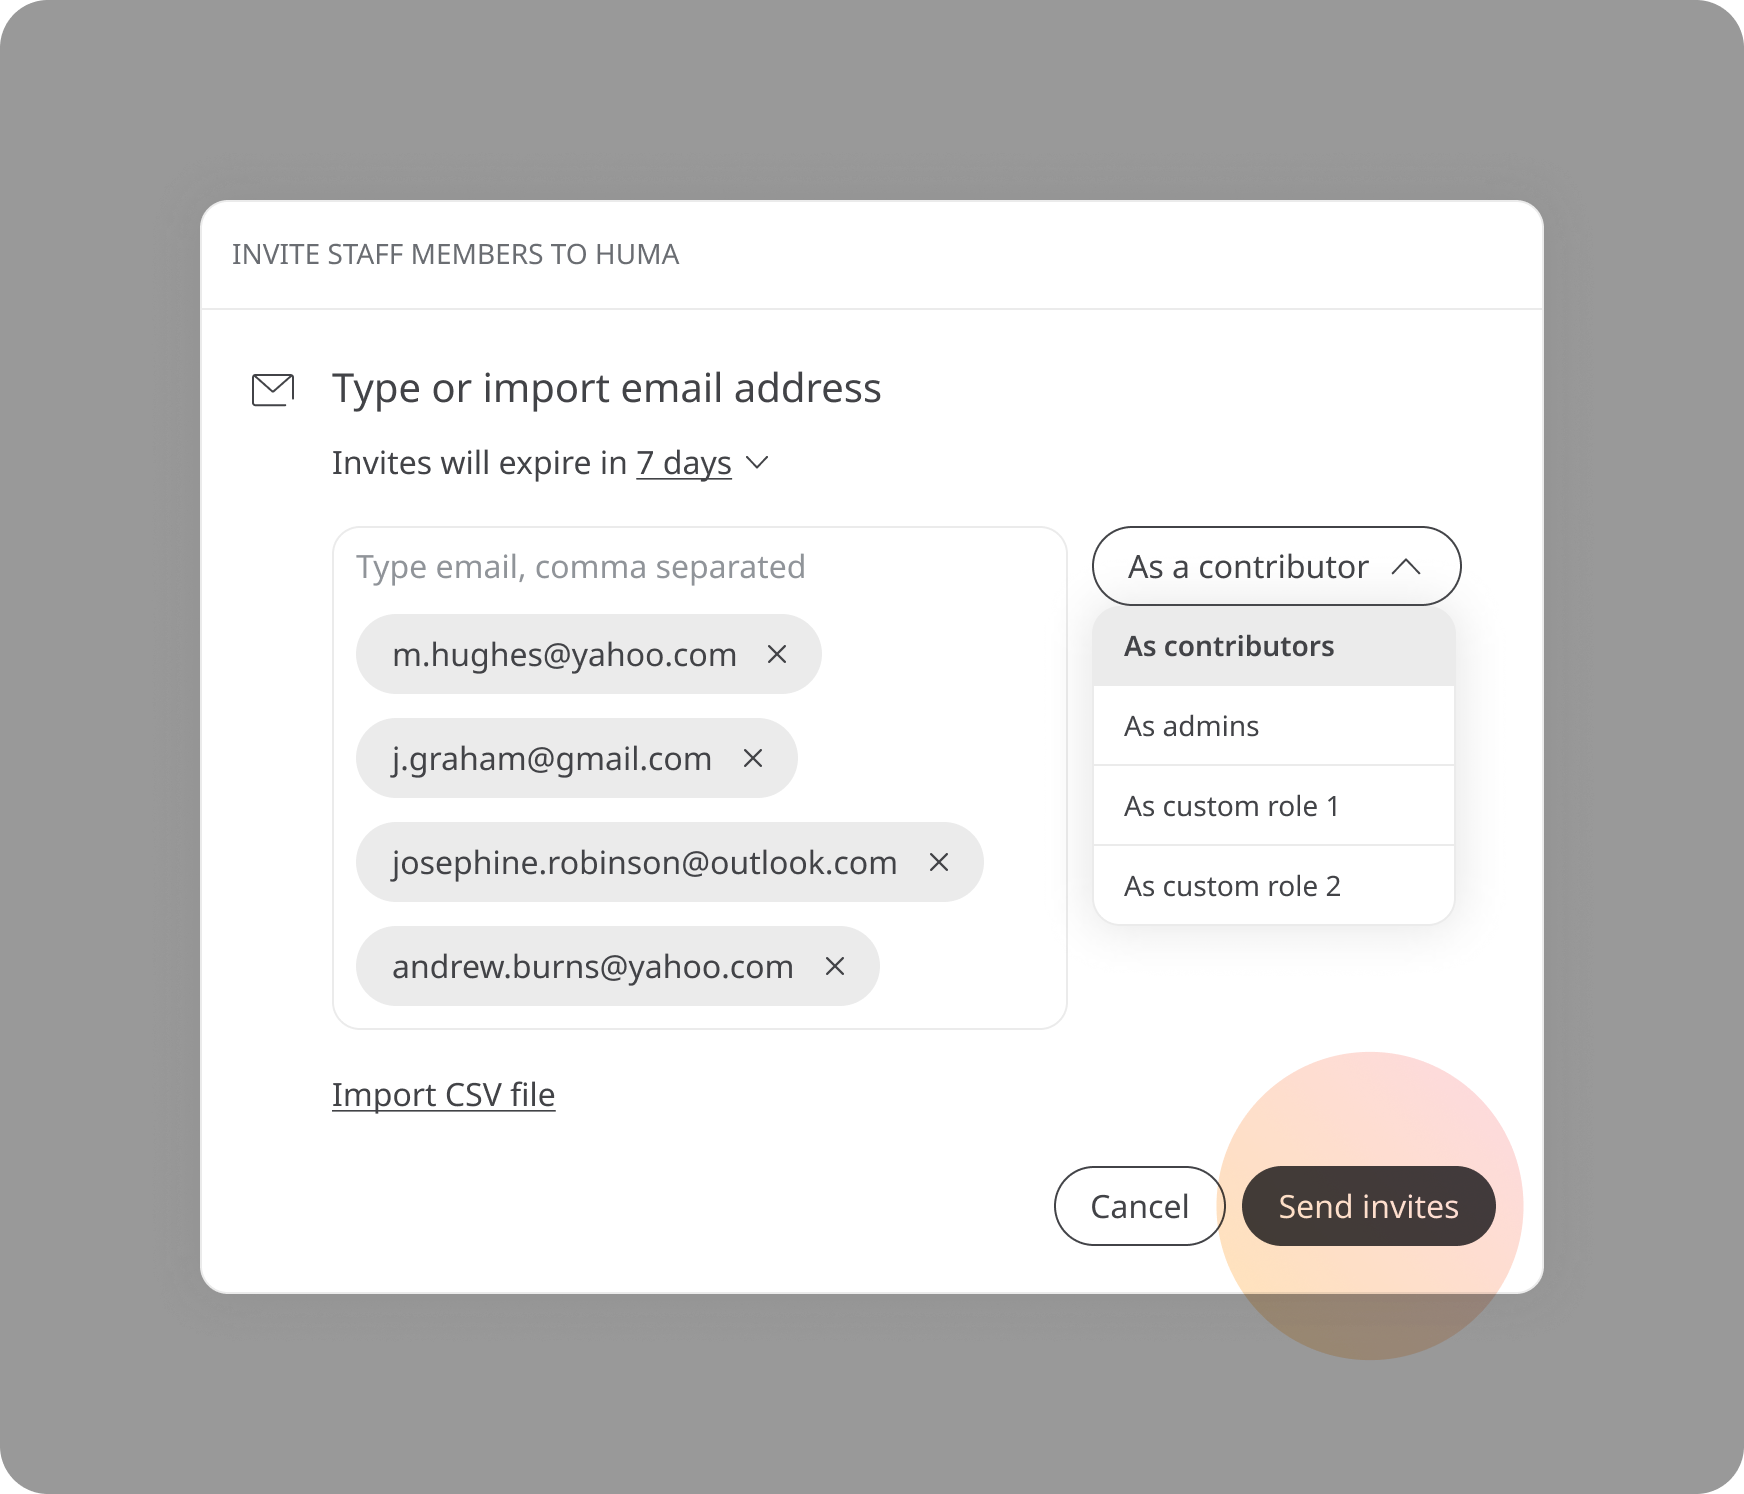 INVITE STAFF MEMBERS TO HUMA
Type or import email address
Invites will expire in 7 days
Type email, comma separated
m.hughes@yahoo.com
j.graham@gmail.com
josephine.robinson@outlook.com
andrew.burns@yahoo.com
As a contributor
As contributors
As admins
As custom role 1
As custom role 2
Import CSV file
Cancel
Send invites